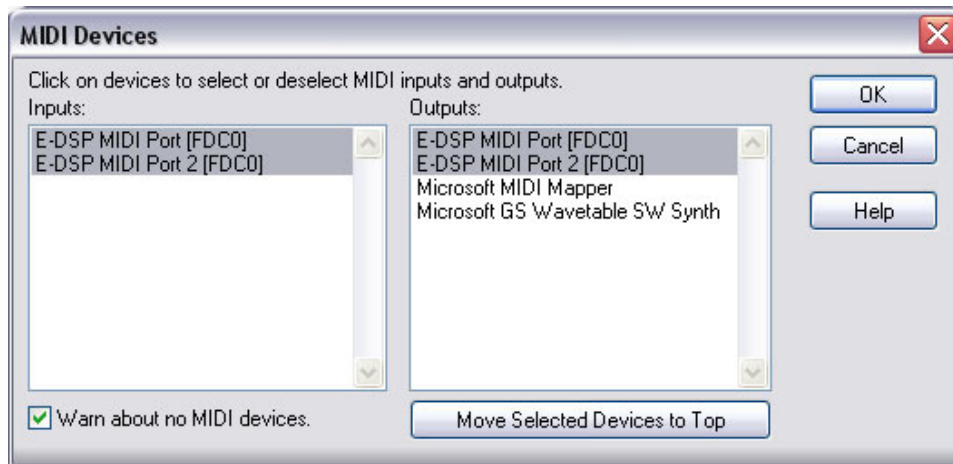 MIDI Devices
Click on devices to select or deselect MIDI inputs and outputs.
Inputs:
Outputs:
E-DSP MIDI Port [FDC0]
E-DSP MIDI Port 2 [FDC0]
E-DSP MIDI Port [FDC0]
E-DSP MIDI Port 2 [FDC0]
Microsoft MIDI Mapper
Microsoft GS Wavetable SW Synth
OK
Cancel
Help
Warn about no MIDI devices.
Move Selected Devices to Top